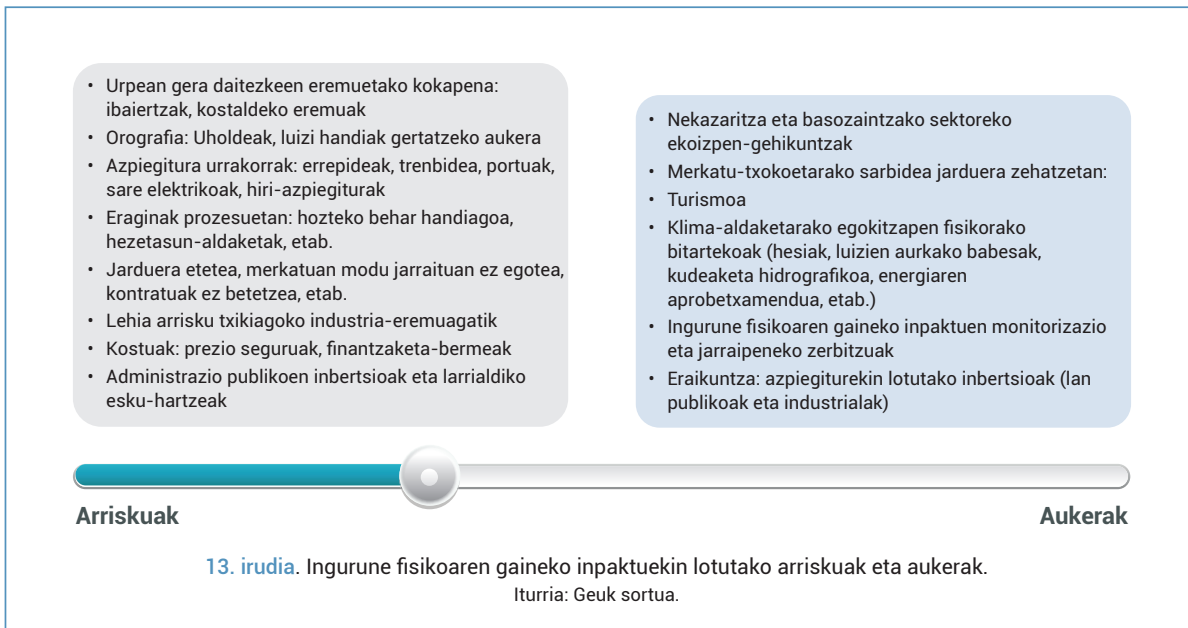 • Urpean gera daitezkeen eremuetako kokapena:
ibaiertzak, kostaldeko eremuak
• Orografia: Uholdeak, luizi handiak gertatzeko aukera
• Azpiegitura urrakorrak: errepideak, trenbidea, portuak,
sare elektrikoak, hiri-azpiegiturak
• Eraginak prozesuetan: hozteko behar handiagoa,
hezetasun-aldaketak, etab.
• Jarduera etetea, merkatuan modu jarraituan ez egotea,
kontratuak ez betetzea, etab.
• Lehia arrisku txikiagoko industria-eremuagatik
• Kostuak: prezio seguruak, finantzaketa-bermeak
• Administrazio publikoen inbertsioak eta larrialdiko
esku-hartzeak
• Nekazaritza eta basozaintzako sektoreko
ekoizpen-gehikuntzak
• Merkatu-txokoetarako sarbidea jarduera zehatzetan:
• Turismoa
• Klima-aldaketarako egokitzapen fisikorako
bitartekoak (hesiak, luizien aurkako babesak,
kudeaketa hidrografikoa, energiaren
aprobetxamendua, etab.)
• Ingurune fisikoaren gaineko inpaktuen monitorizazio
eta jarraipeneko zerbitzuak
• Eraikuntza: azpiegiturekin lotutako inbertsioak (lan
publikoak eta industrialak)
Arriskuak
Aukerak
13. irudia. Ingurune fisikoaren gaineko inpaktuekin lotutako arriskuak eta aukerak.
Iturria: Geuk sortua.